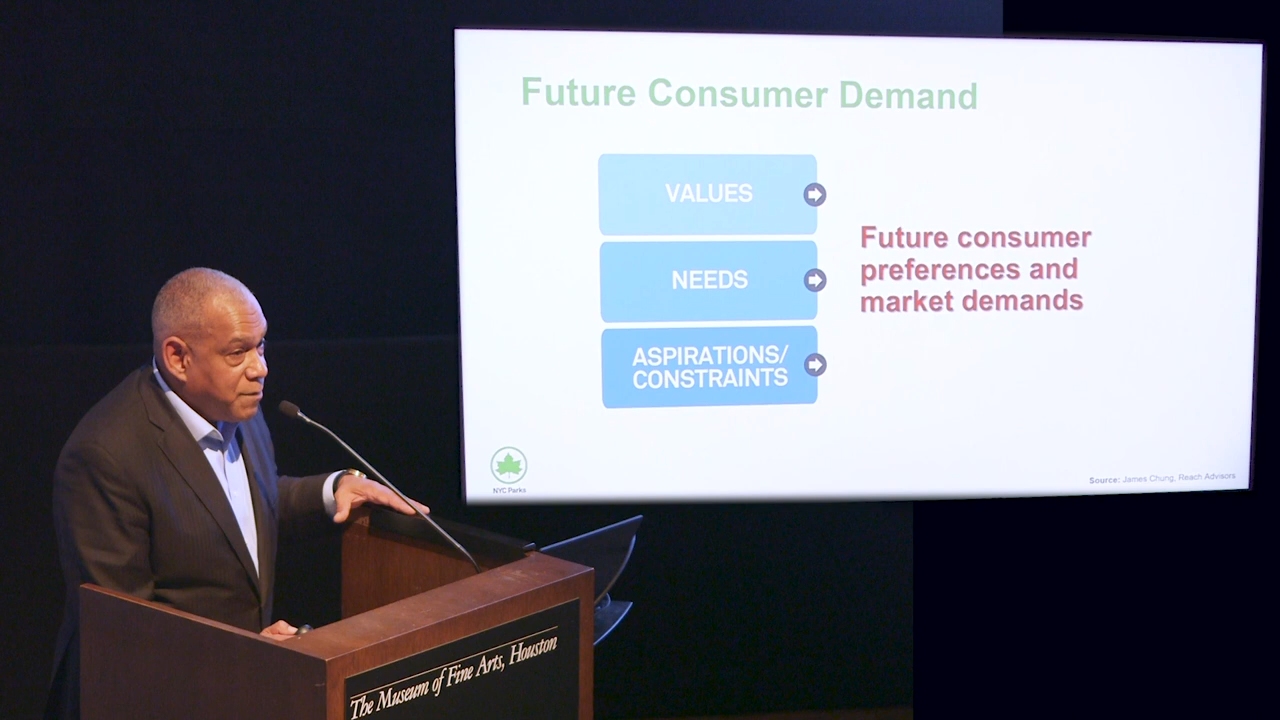 Future Consumer Demand
VALUES
NEEDS
ASPIRATIONS/
CONSTRAINTS
Future consumer
preferences and
market demands
NYC Parks
Source: James Chung, Reach Advisors
The Museum of Fine Arts, Houston